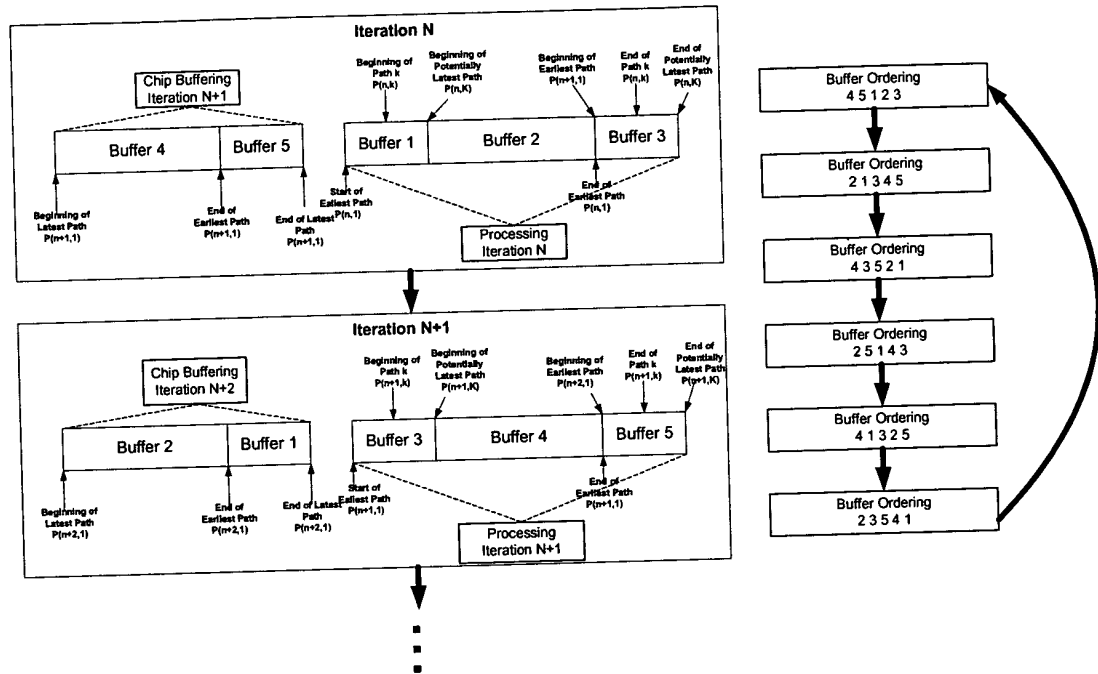 Iteration N
Chip Buffering
Iteration N+1
Beginning of
Path k
P(n,k)
Beginning of
Potentially
Latest Path
P(n,K)
Beginning of
Earliest Path
P(n+1,1)
End of
Path k
P(n,k)
End of
Potentially
Latest Path
P(n,K)
Buffer 4
Buffer 5
Buffer 1
Buffer 2
Buffer 3
Beginning of
Latest Path
P(n+1,1)
End of
Earliest Path
P(n+1,1)
End of Latest
Path
P(n+1,1)
Start of
Eariest Path
P(n,1)
End of
Earliest Path
P(n,1)
Processing
Iteration N
Iteration N+1
Chip Buffering
Iteration N+2
Beginning of
Path k
P(n+1,k)
Beginning of
Potentially
Latest Path
P(n+1,K)
Beginning of
Earliest Path
P(n+2,1)
End of
Path k
P(n+1,k)
End of
Potentially
Latest Path
P(n+1,K)
Buffer 2
Buffer 1
Buffer 3
Buffer 4
Buffer 5
Beginning of
Latest Path
P(n+2,1)
End of
Earliest Path
P(n+2,1)
End of Latest
Path
P(n+2,1)
Start of
Eariest Path
P(n+1,1)
End of
Earliest Path
P(n+1,1)
Processing
Iteration N+1
Buffer Ordering
4 5 1 2 3
Buffer Ordering
2 1 3 4 5
Buffer Ordering
4 3 5 2 1
Buffer Ordering
2 5 1 4 3
Buffer Ordering
4 1 3 2 5
Buffer Ordering
2 3 5 4 1